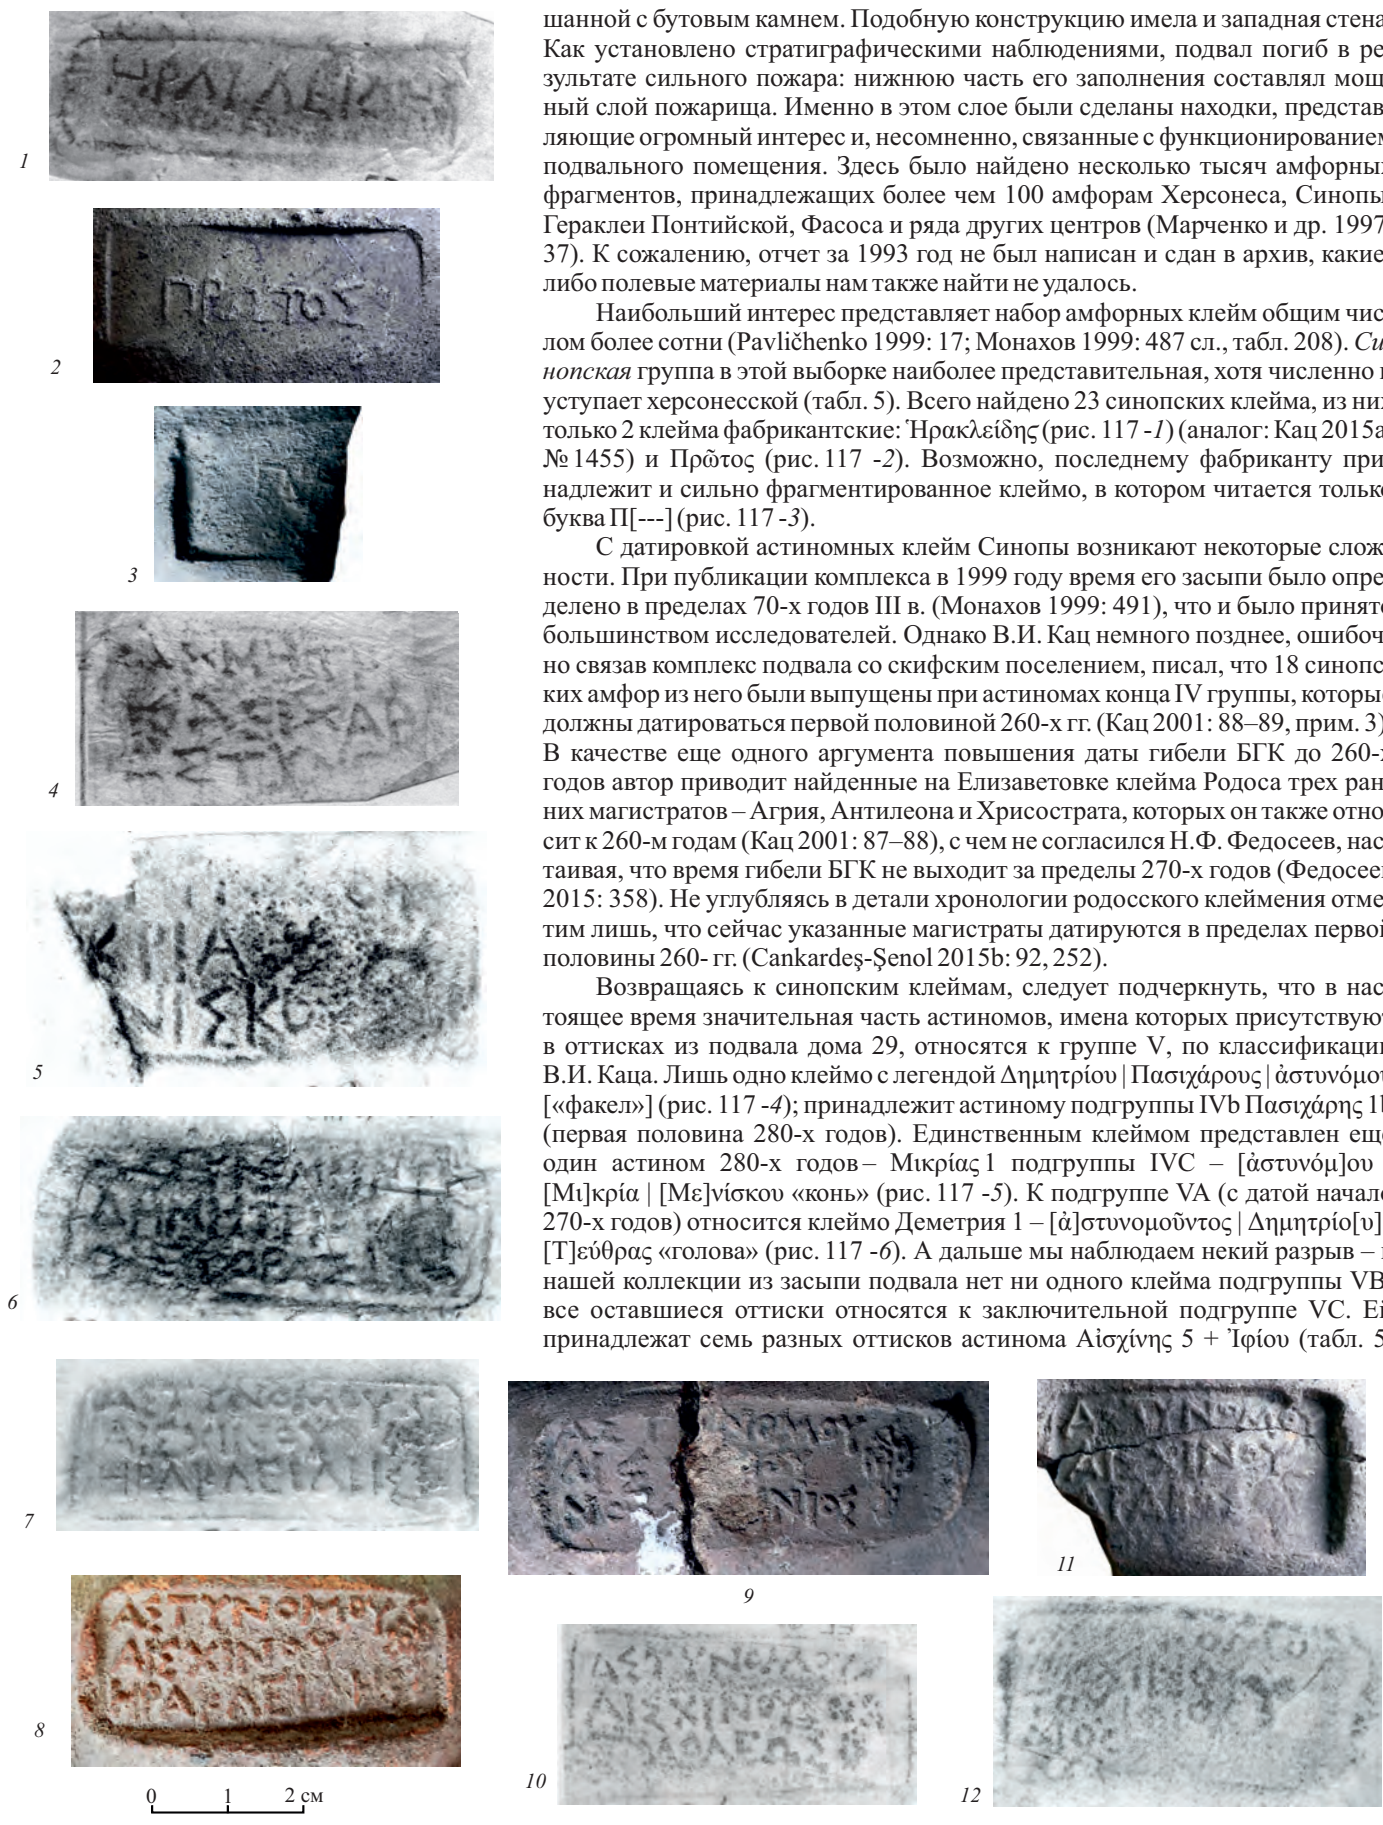 шанной с бутовым камнем. Подобную конструкцию имела и западная стена
Как установлено стратиграфическими наблюдениями, подвал погиб в ре
зультате сильного пожара: нижнюю часть его заполнения составлял мощ
ный слой пожарища. Именно в этом слое были сделаны находки, представ
ляющие огромный интерес и, несомненно, связанные с функционированием
подвального помещения. Здесь было найдено несколько тысяч амфорных
фрагментов, принадлежащих более чем 100 амфорам Херсонеса, Синопы
Гераклеи Понтийской, Фасоса и ряда других центров (Марченко и др. 1997
37). К сожалению, отчет за 1993 год не был написан и сдан в архив, какие
либо полевые материалы нам также найти не удалось.
Наибольший интерес представляет набор амфорных клейм общим чис
лом более сотни (Pavličhenko 1999: 17; Монахов 1999: 487 сл., табл. 208). Си
нопская группа в этой выборке наиболее представительная, хотя численно
уступает херсонесской (табл. 5). Всего найдено 23 синопских клейма, из них
только 2 клейма фабрикантские: Ἡρακλείδης (рис. 117 -1) (аналог: Кац 2015а
№ 1455) и Πρῶτος (рис. 117 -2). Возможно, последнему фабриканту при
надлежит и сильно фрагментированное клеймо, в котором читается только
буква П[---] (рис. 117 -3).
С датировкой астиномных клейм Синопы возникают некоторые слож
ности. При публикации комплекса в 1999 году время его засыпи было опре
делено в пределах 70-х годов III в. (Монахов 1999: 491), что и было принято
большинством исследователей. Однако В.И. Кац немного позднее, ошибоч
но связав комплекс подвала со скифским поселением, писал, что 18 синопс
ких амфор из него были выпущены при астиномах конца IV группы, которые
должны датироваться первой половиной 260-х гг. (Кац 2001: 88–89, прим. 3)
В качестве еще одного аргумента повышения даты гибели БГК до 260-х
годов автор приводит найденные на Елизаветовке клейма Родоса трех ран
них магистратов – Агрия, Антилеона и Хрисострата, которых он также отно
сит к 260-м годам (Кац 2001: 87–88), с чем не согласился Н.Ф. Федосеев, нас
таивая, что время гибели БГК не выходит за пределы 270-х годов (Федосеев
2015: 358). Не углубляясь в детали хронологии родосского клеймения отме
тим лишь, что сейчас указанные магистраты датируются в пределах первой
половины 260- гг. (Cankardeş-Şenol 2015b: 92, 252).
Возвращаясь к синопским клеймам, следует подчеркнуть, что в нас
тоящее время значительная часть астиномов, имена которых присутствуют
в оттисках из подвала дома 29, относятся к группе V, по классификации
В.И. Каца. Лишь одно клеймо с легендой Δημητρίου | Πασιχάρους | ἀστυνόμου
[«факел»] (рис. 117 -4); принадлежит астиному подгруппы IVb Πασιχάρης 1b
(первая половина 280-х годов). Единственным клеймом представлен еще
один астином 280-х годов – Μικρίας 1 подгруппы IVC – [ἀστυνόμ]ου
[Μι]κρία | [Με]νίσκου «конь» (рис. 117 -5). К подгруппе VA (с датой начало
270-х годов) относится клеймо Деметрия 1 – [ἀ]στυνομοῦντος | Δημητρίο[υ]
[Τ]εύθρας «голова» (рис. 117 -6). А дальше мы наблюдаем некий разрыв –
нашей коллекции из засыпи подвала нет ни одного клейма подгруппы VB
все оставшиеся оттиски относятся к заключительной подгруппе VC. Ей
принадлежат семь разных оттисков астинома Αἰσχίνης 5 + Ἰφίου (табл. 5
1
2
ΠΡΩΤΟΣ
3
4
5
ΚΡΙΑ
ΝΙΣΚΟ
6
7
8
ΑΣΤΥΝΟΜΟΥ
ΑΙΣΧΙΝΟ
9
ΑΣ ΝΟΜΟΥ
ΝΙΟΣ
10
ΑΙΣΧΙΝΟΥ
11
12
0 1 2 см